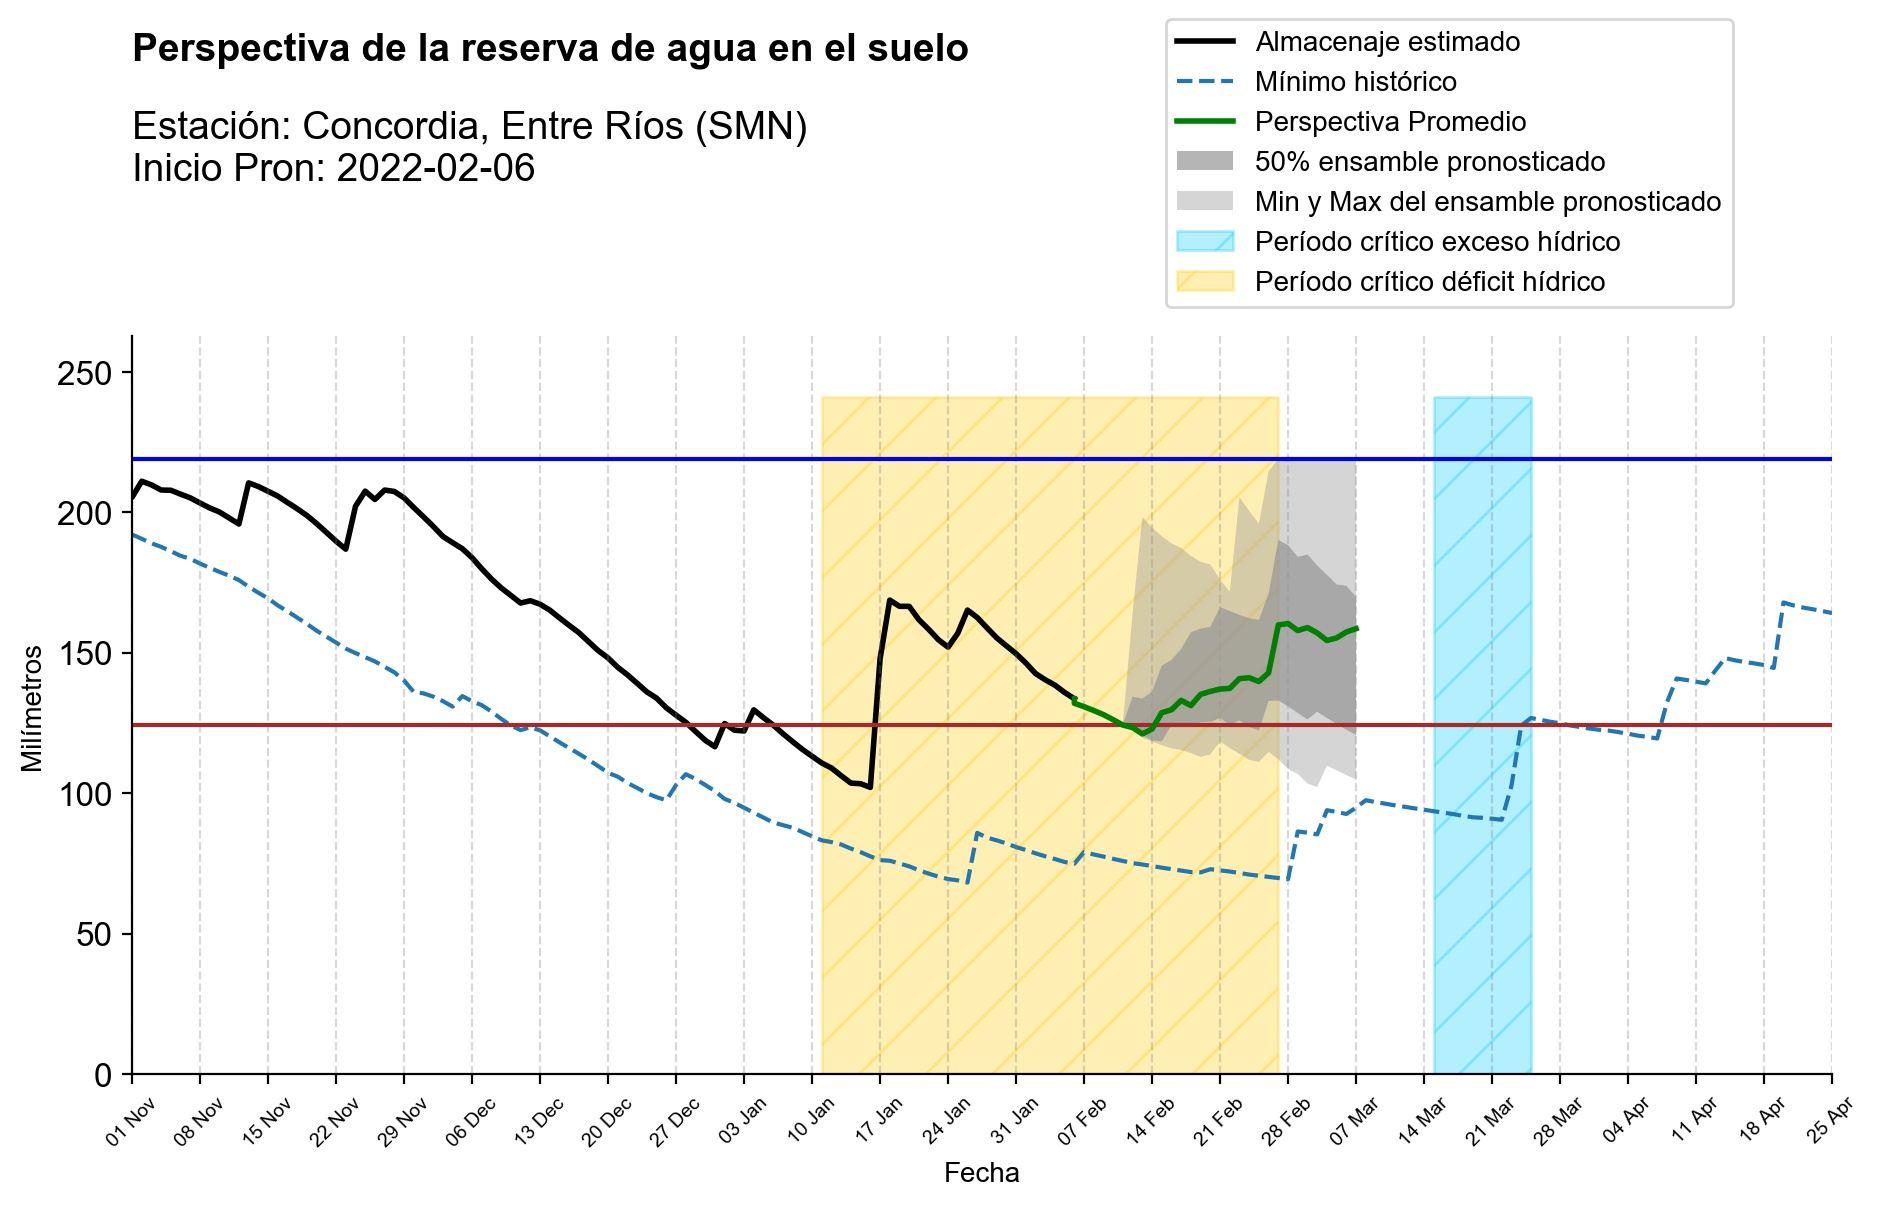 Perspectiva de la reserva de agua en el suelo
Estación: Concordia, Entre Ríos (SMN)
Inicio Pron: 2022-02-06
Almacenaje estimado
Mínimo histórico
Perspectiva Promedio
50% ensamble pronosticado
Min y Max del ensamble pronosticado
Período crítico exceso hídrico
Período crítico déficit hídrico
Milímetros
250
200
150
100
50
0
01 Nov
08 Nov
15 Nov
22 Nov
29 Nov
06 Dec
13 Dec
20 Dec
27 Dec
03 Jan
10 Jan
17 Jan
24 Jan
31 Jan
07 Feb
14 Feb
21 Feb
28 Feb
07 Mar
14 Mar
21 Mar
28 Mar
04 Apr
11 Apr
18 Apr
25 Apr
Fecha